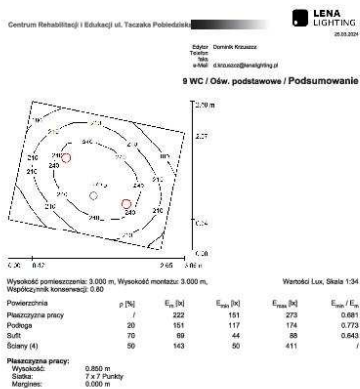 Centrum Rehabilitacji i Edukacji ul. Taczaka Pobiedziska
LENA
LIGHTING
Edytor Dominik Krzuszcz
Telefon
faks
e-Mail d.krzuszcz@lenalighting.pl
9 WC / Ośw. podstawowe / Podsumowanie
Wysokość pomieszczenia: 3.000 m, Wysokość montażu: 3.000 m,
Współczynnik konserwacji: 0.80
Wartości Lux, Skala 1:34
Powierzchnia ρ [%] Em [lx] Emin [lx] Emax [lx] Emin / Em
Płaszczyzna pracy / 222 151 273 0.681
Podłoga 20 151 117 174 0.773
Sufit 70 69 44 88 0.643
Ściany (4) 50 143 50 411 /
Płaszczyzna pracy:
Wysokość: 0.850 m
Siatka: 7 x 7 Punkty
Margines: 0.000 m